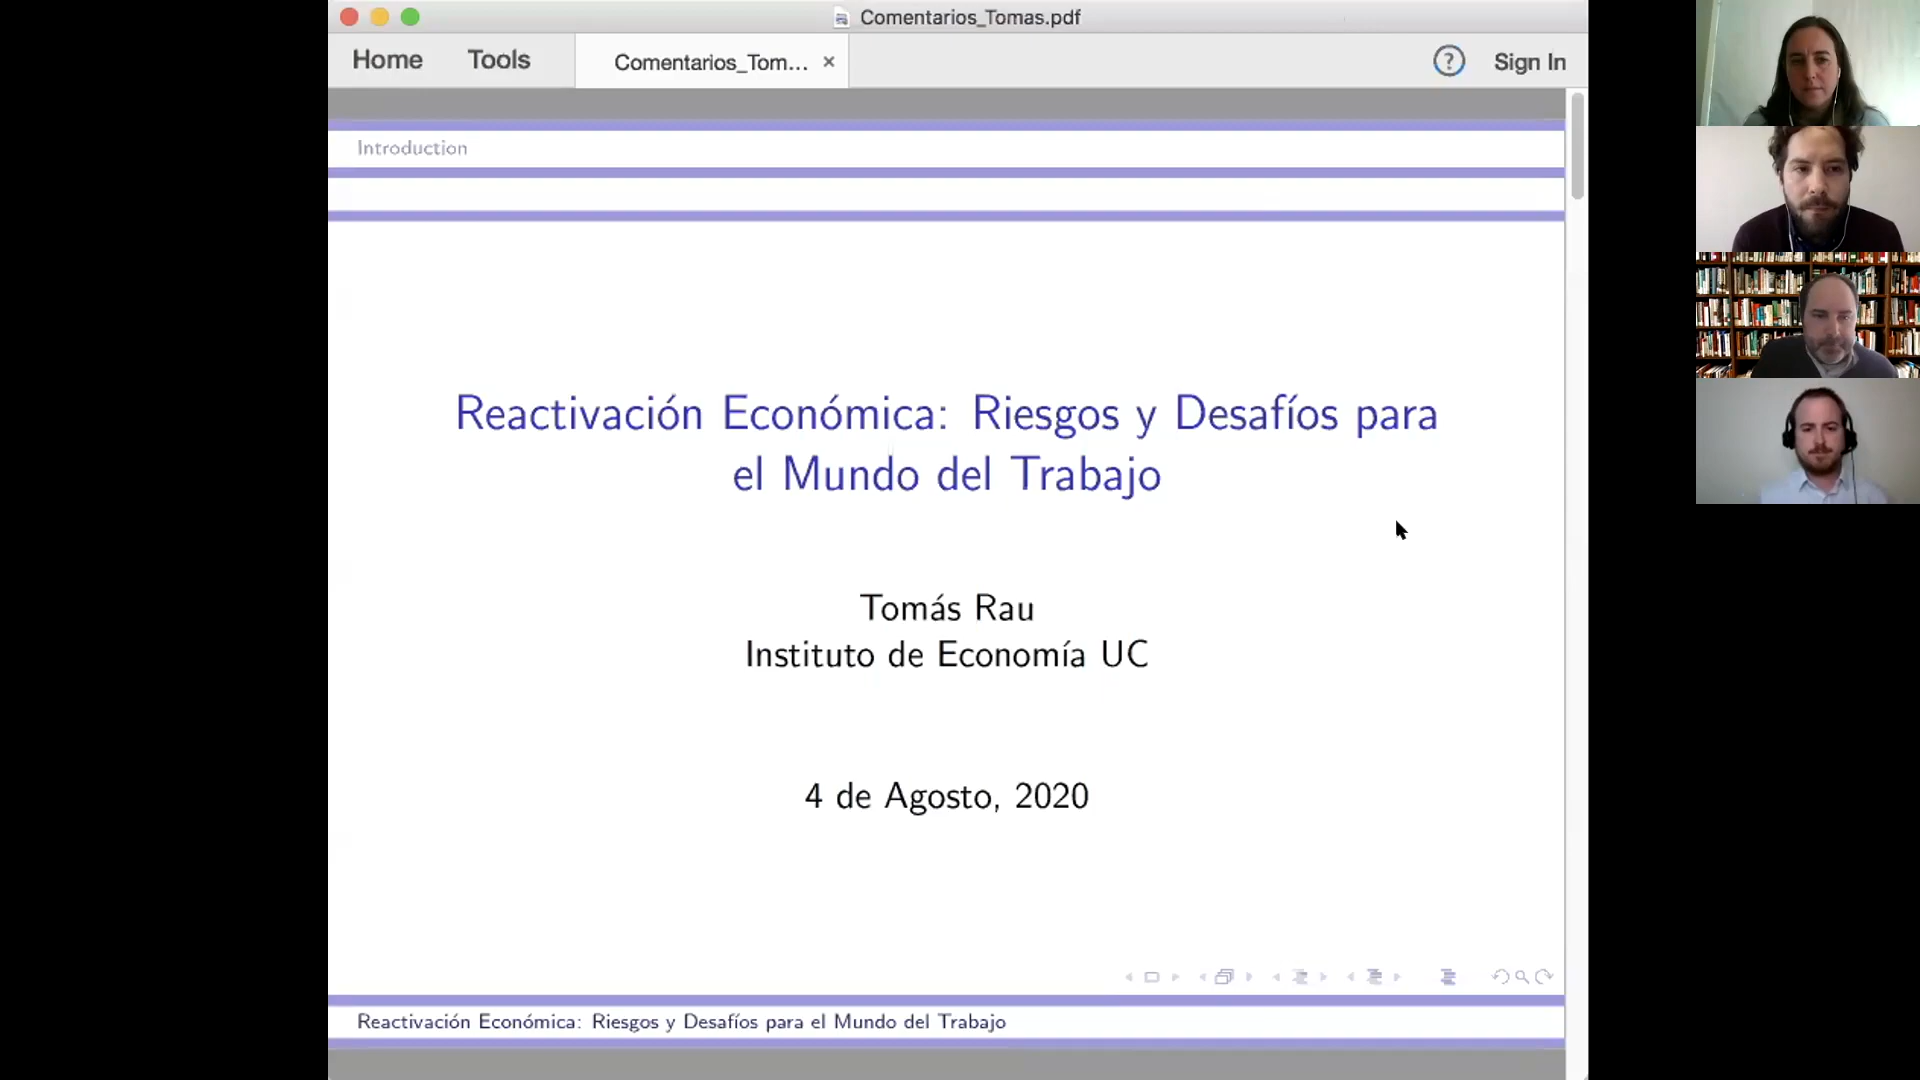 Comentarios_Tomas.pdf
Home Tools Comentarios_Tom... × ? Sign In
Introduction
Reactivación Económica: Riesgos y Desafíos para
el Mundo del Trabajo
Tomás Rau
Instituto de Economía UC
4 de Agosto, 2020
Reactivación Económica: Riesgos y Desafíos para el Mundo del Trabajo